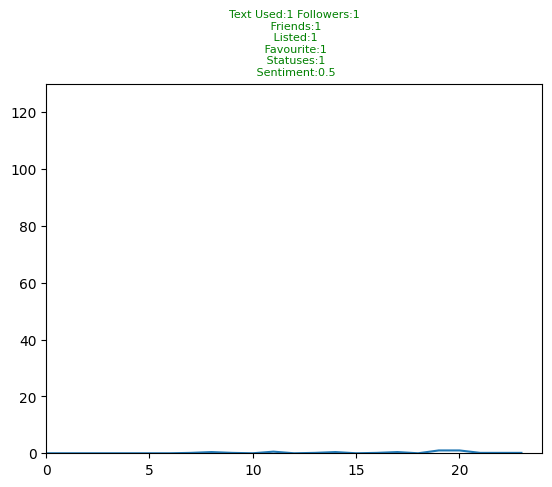 Text Used:1 Followers:1
Friends:1
Listed:1
Favourite:1
Statuses:1
Sentiment:0.5
120
100
80
60
40
20
0
0 5 10 15 20